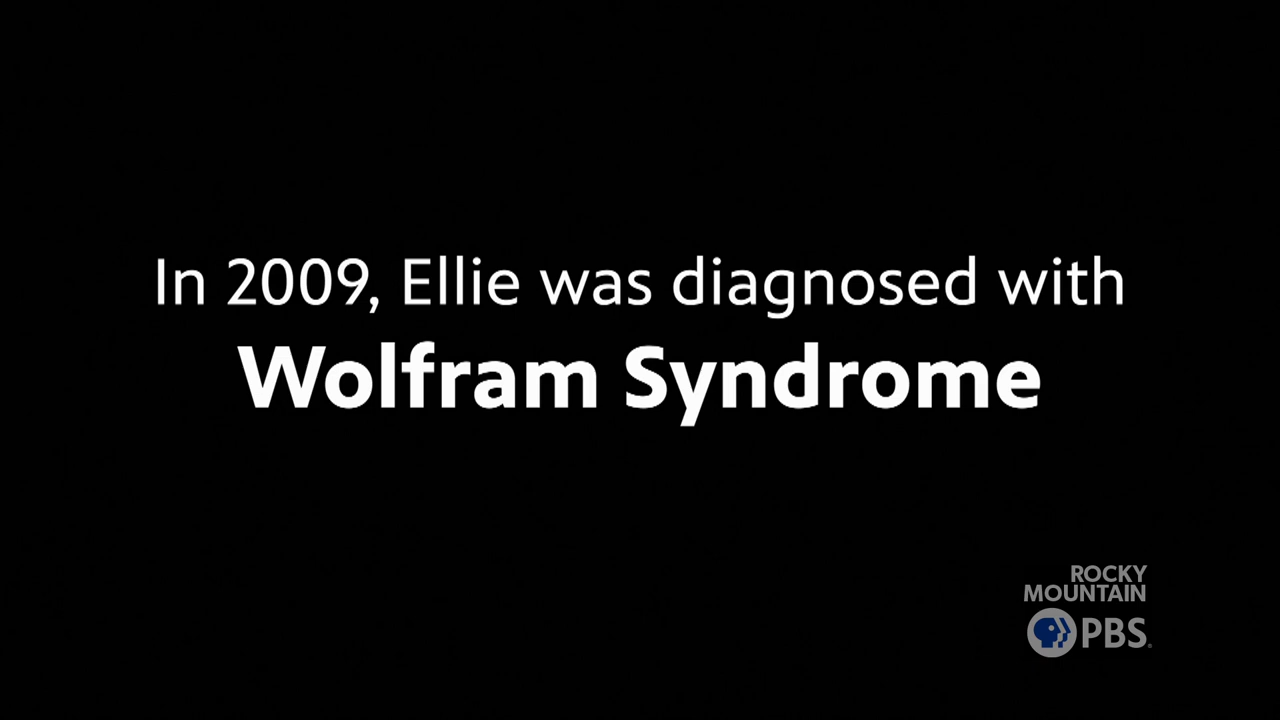 In 2009, Ellie was diagnosed with
Wolfram Syndrome
ROCKY
MOUNTAIN
PBS